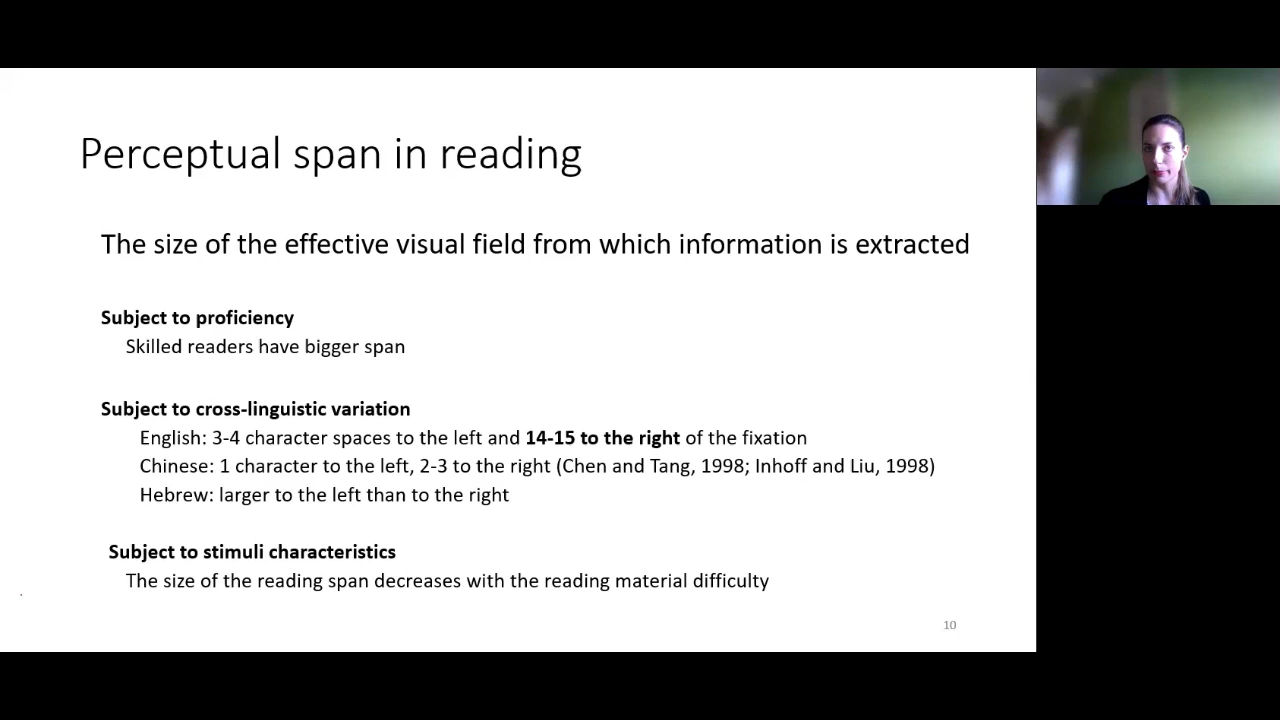 Perceptual span in reading
The size of the effective visual field from which information is extracted
Subject to proficiency
Skilled readers have bigger span
Subject to cross-linguistic variation
English: 3-4 character spaces to the left and 14-15 to the right of the fixation
Chinese: 1 character to the left, 2-3 to the right (Chen and Tang, 1998; Inhoff and Liu, 1998)
Hebrew: larger to the left than to the right
Subject to stimuli characteristics
The size of the reading span decreases with the reading material difficulty
10